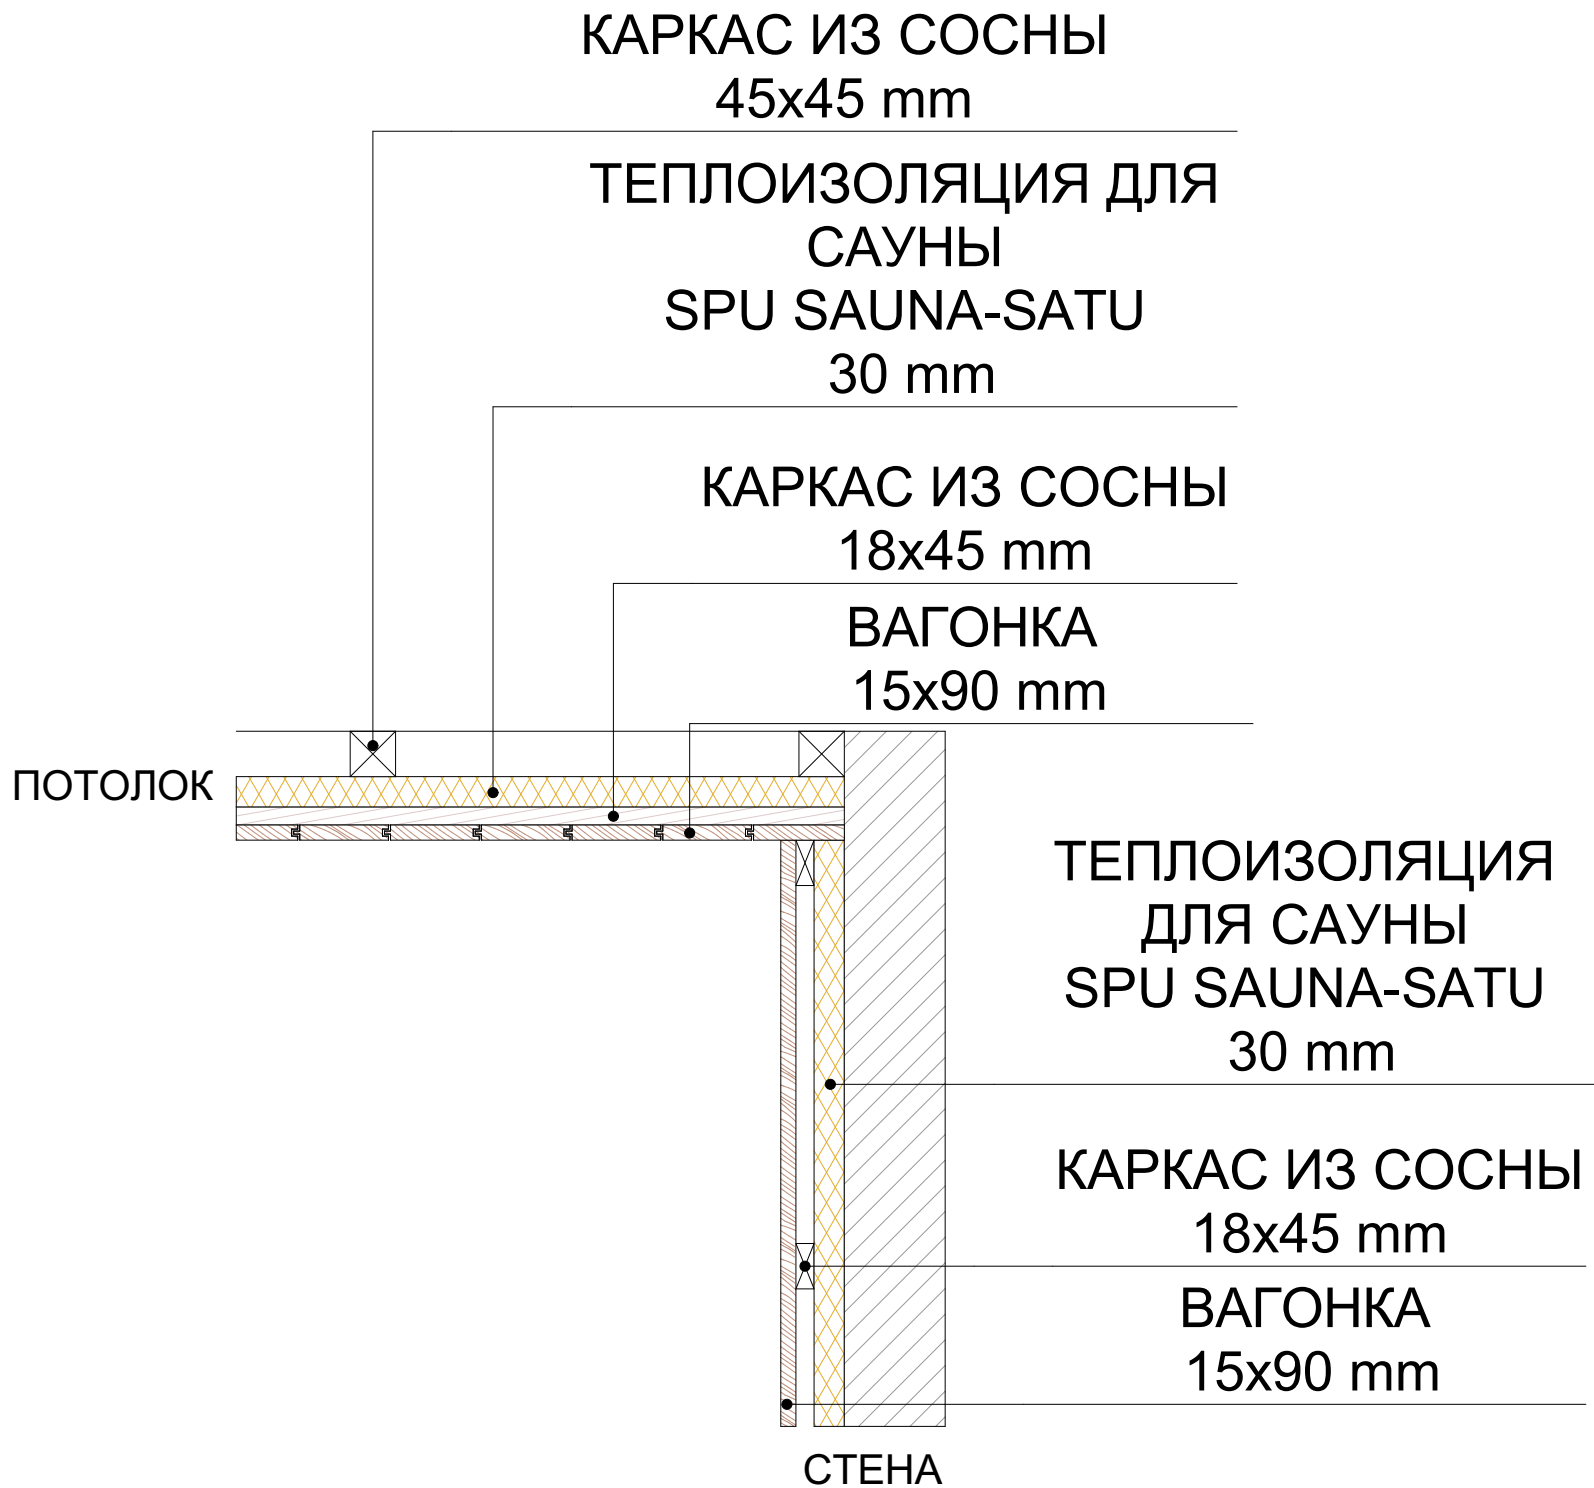 КАРКАС ИЗ СОСНЫ
45x45 mm
ТЕПЛОИЗОЛЯЦИЯ ДЛЯ
САУНЫ
SPU SAUNA-SATU
30 mm
КАРКАС ИЗ СОСНЫ
18x45 mm
ВАГОНКА
15x90 mm
ПОТОЛОК
ТЕПЛОИЗОЛЯЦИЯ
ДЛЯ САУНЫ
SPU SAUNA-SATU
30 mm
КАРКАС ИЗ СОСНЫ
18x45 mm
ВАГОНКА
15x90 mm
СТЕНА